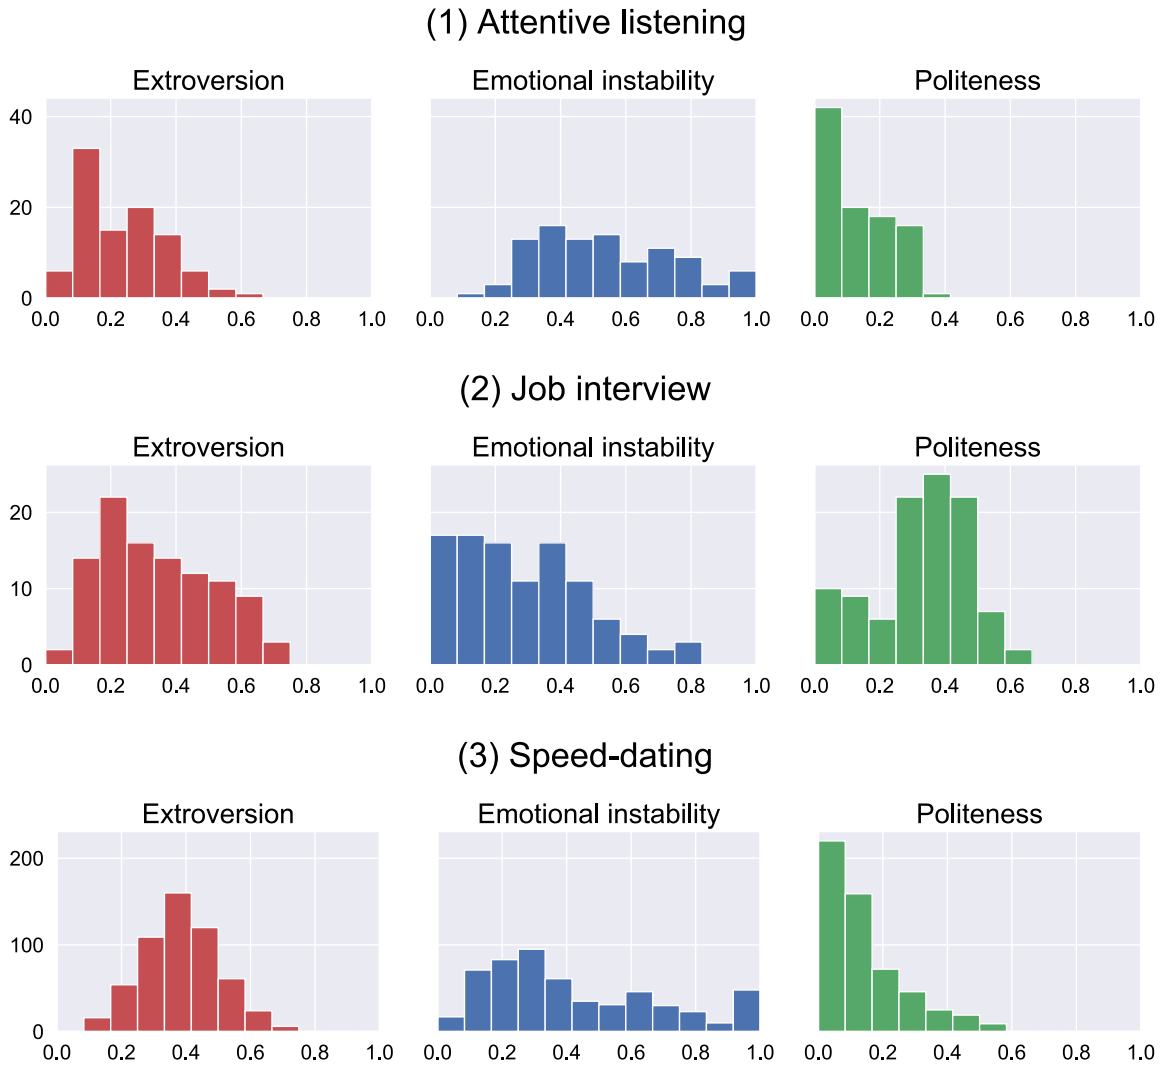 (1) Attentive listening
Extroversion Emotional instability Politeness
40
20
0
0.0 0.2 0.4 0.6 0.8 1.0 0.0 0.2 0.4 0.6 0.8 1.0 0.0 0.2 0.4 0.6 0.8 1.0
(2) Job interview
Extroversion Emotional instability Politeness
20
10
0
0.0 0.2 0.4 0.6 0.8 1.0 0.0 0.2 0.4 0.6 0.8 1.0 0.0 0.2 0.4 0.6 0.8 1.0
(3) Speed-dating
Extroversion Emotional instability Politeness
200
100
0
0.0 0.2 0.4 0.6 0.8 1.0 0.0 0.2 0.4 0.6 0.8 1.0 0.0 0.2 0.4 0.6 0.8 1.0